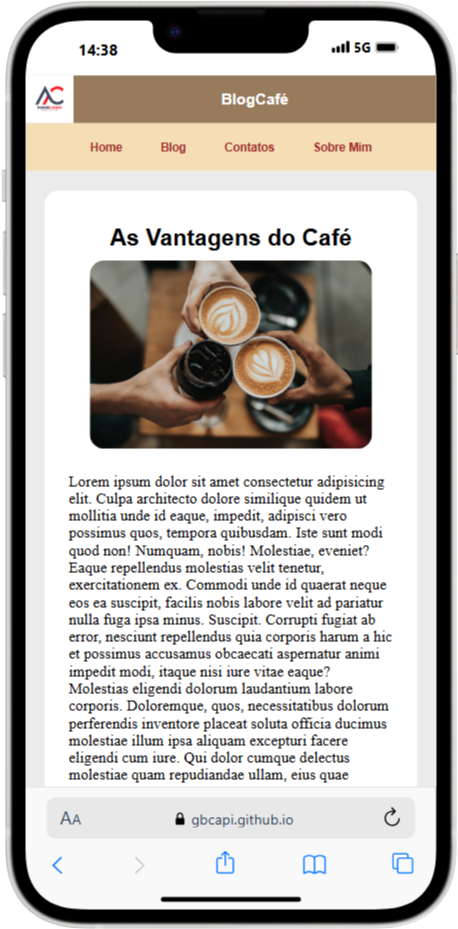 14:38
5G
AC
BlogCafé
Home Blog Contatos Sobre Mim
As Vantagens do Café
Lorem ipsum dolor sit amet consectetur adipisicing
elit. Culpa architecto dolore similique quidem ut
mollitia unde id eaque, impedit, adipisci vero
possimus quos, tempora quibusdam. Iste sunt modi
quod non! Numquam, nobis! Molestiae, eveniet?
Eaque repellendus molestias velit tenetur,
exercitationem ex. Commodi unde id quaerat neque
eos ea suscipit, facilis nobis labore velit ad pariatur
nulla fuga ipsa minus. Suscipit. Corrupti fugiat ab
error, nesciunt repellendus quia corporis harum a hic
et possimus accusamus obcaecati aspernatur animi
impedit modi, itaque nisi iure vitae eaque?
Molestias eligendi dolorum laudantium labore
corporis. Doloremque, quos, necessitatibus dolorum
perferendis inventore placeat soluta officia ducimus
molestiae illum ipsa aliquam excepturi facere
eligendi cum iure. Qui dolor cumque delectus
molestiae quam repudiandae ullam, eius quae
AA gbcapi.github.io